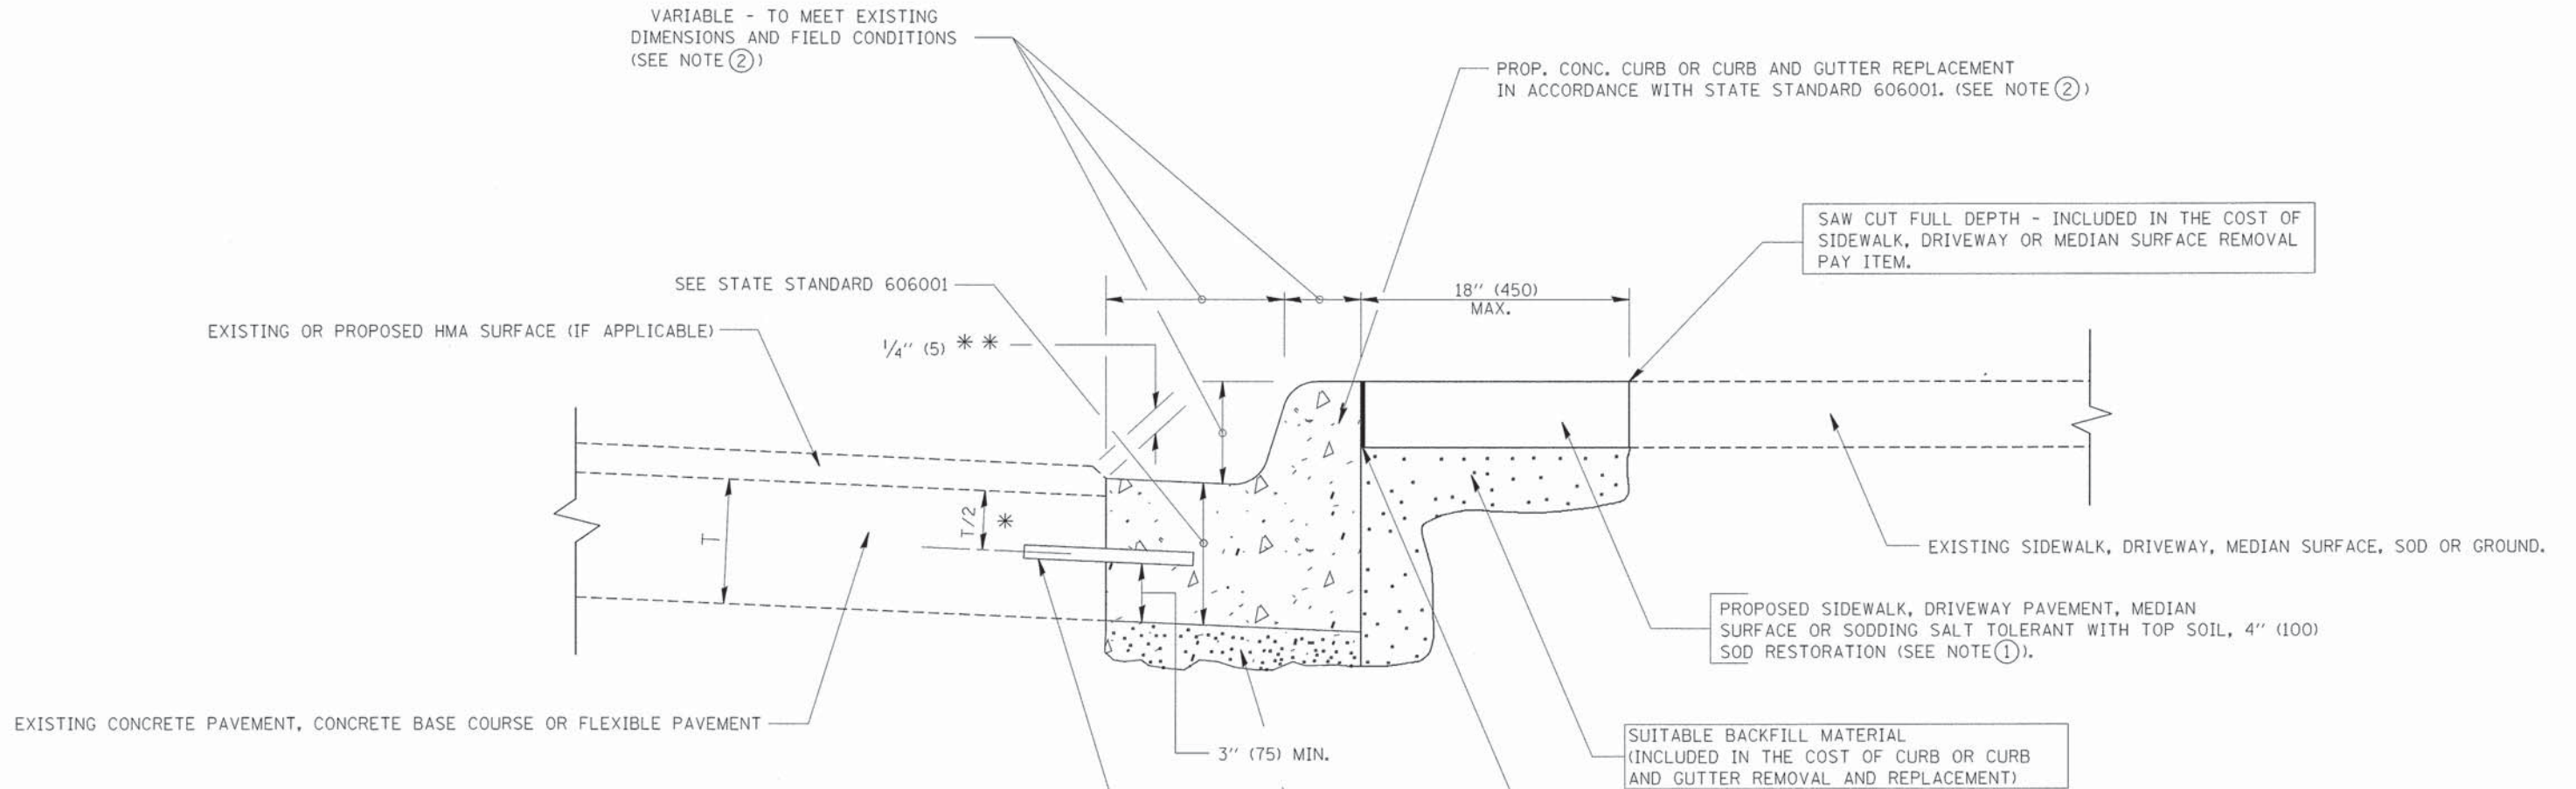 VARIABLE - TO MEET EXISTING
DIMENSIONS AND FIELD CONDITIONS
(SEE NOTE ②)
PROP. CONC. CURB OR CURB AND GUTTER REPLACEMENT
IN ACCORDANCE WITH STATE STANDARD 606001. (SEE NOTE ②)
SAW CUT FULL DEPTH - INCLUDED IN THE COST OF
SIDEWALK, DRIVEWAY OR MEDIAN SURFACE REMOVAL
PAY ITEM.
SEE STATE STANDARD 606001
18" (450)
MAX.
EXISTING OR PROPOSED HMA SURFACE (IF APPLICABLE)
1/4" (5) * *
T
T/2
*
EXISTING SIDEWALK, DRIVEWAY, MEDIAN SURFACE, SOD OR GROUND.
PROPOSED SIDEWALK, DRIVEWAY PAVEMENT, MEDIAN
SURFACE OR SODDING SALT TOLERANT WITH TOP SOIL, 4" (100)
SOD RESTORATION (SEE NOTE ①).
EXISTING CONCRETE PAVEMENT, CONCRETE BASE COURSE OR FLEXIBLE PAVEMENT
3" (75) MIN.
SUITABLE BACKFILL MATERIAL
(INCLUDED IN THE COST OF CURB OR CURB
AND GUTTER REMOVAL AND REPLACEMENT)